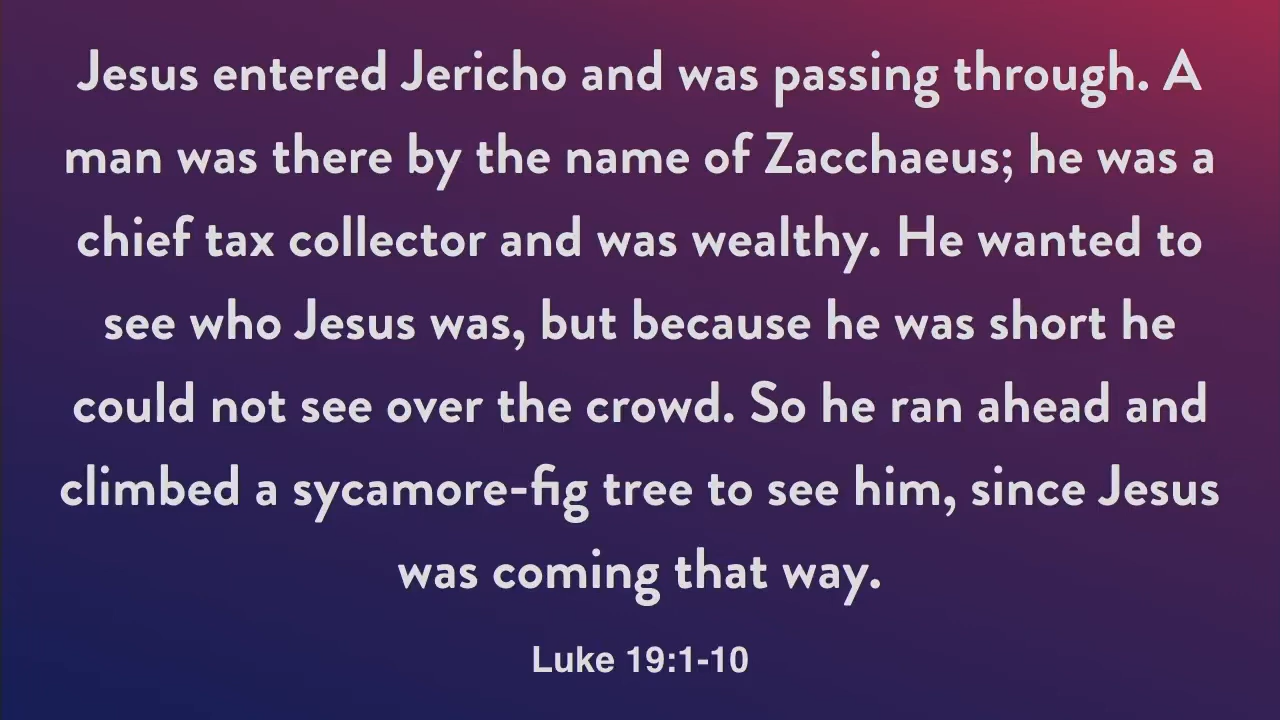 Jesus entered Jericho and was passing through. A
man was there by the name of Zacchaeus; he was a
chief tax collector and was wealthy. He wanted to
see who Jesus was, but because he was short he
could not see over the crowd. So he ran ahead and
climbed a sycamore-fig tree to see him, since Jesus
was coming that way.
Luke 19:1-10